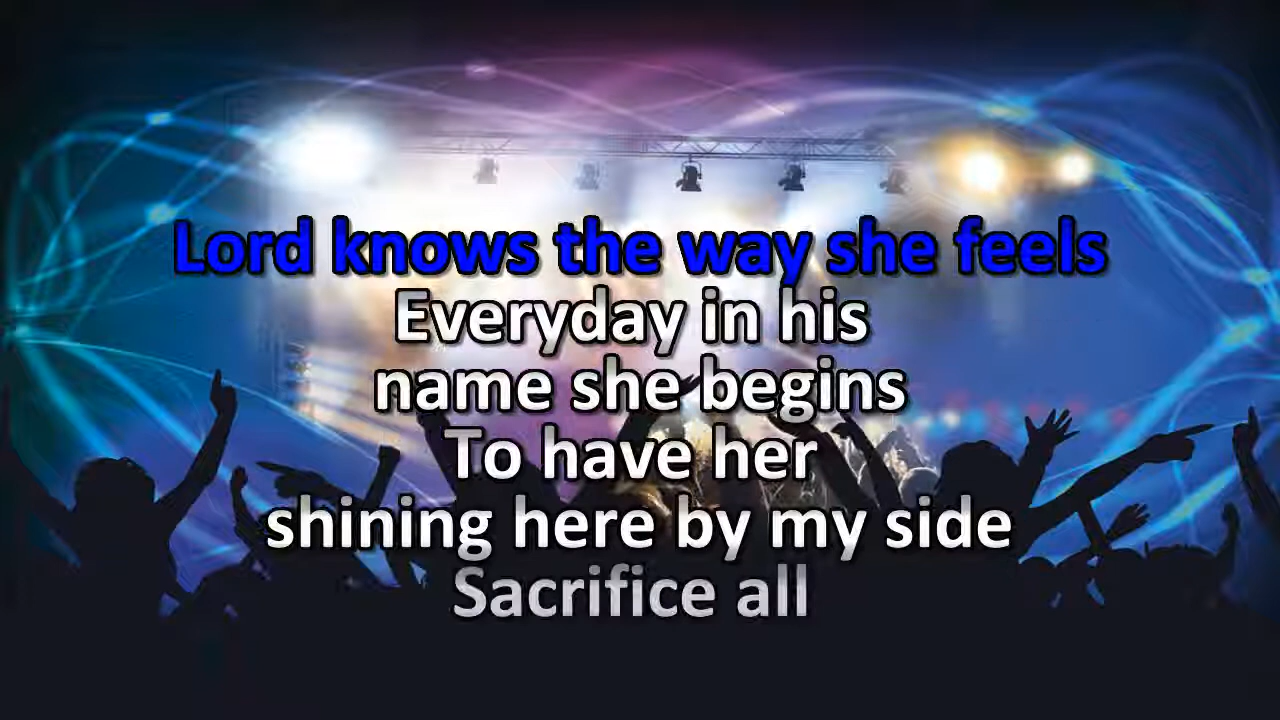 Lord knows the way she feels
Everyday in his
name she begins
To have her
shining here by my side
Sacrifice all